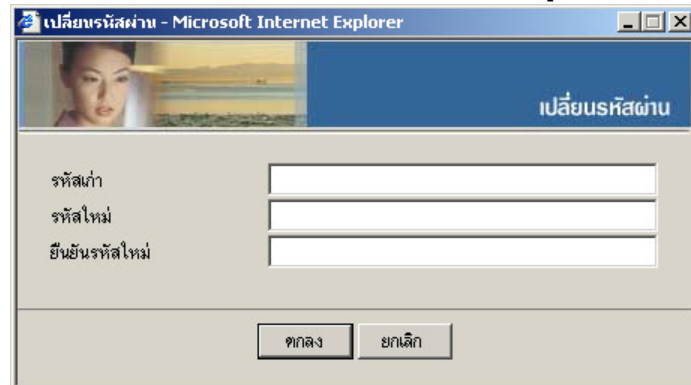 เปลี่ยนรหัสผ่าน - Microsoft Internet Explorer
เปลี่ยนรหัสผ่าน
รหัสเก่า
รหัสใหม่
ยืนยันรหัสใหม่
ตกลง ยกเลิก